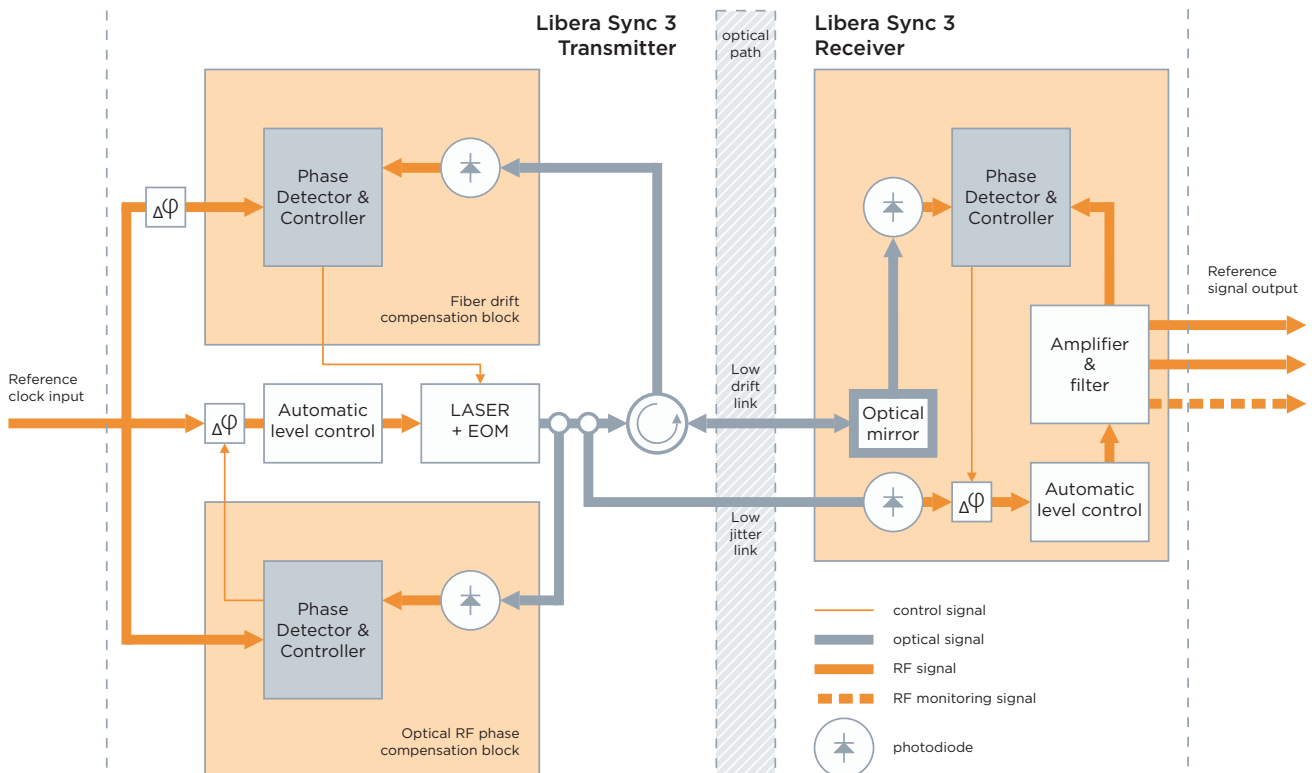 Libera Sync 3
Transmitter
optical
path
Libera Sync 3
Receiver
Phase
Detector &
Controller
Δφ
Fiber drift
compensation block
Phase
Detector &
Controller
Reference
signal output
Amplifier
&
filter
Reference
clock input
Δφ
Automatic
level control
LASER
+ EOM
Low
drift
link
Optical
mirror
Δφ
Automatic
level control
Low
jitter
link
Phase
Detector &
Controller
Optical RF phase
compensation block
control signal
optical signal
RF signal
RF monitoring signal
photodiode